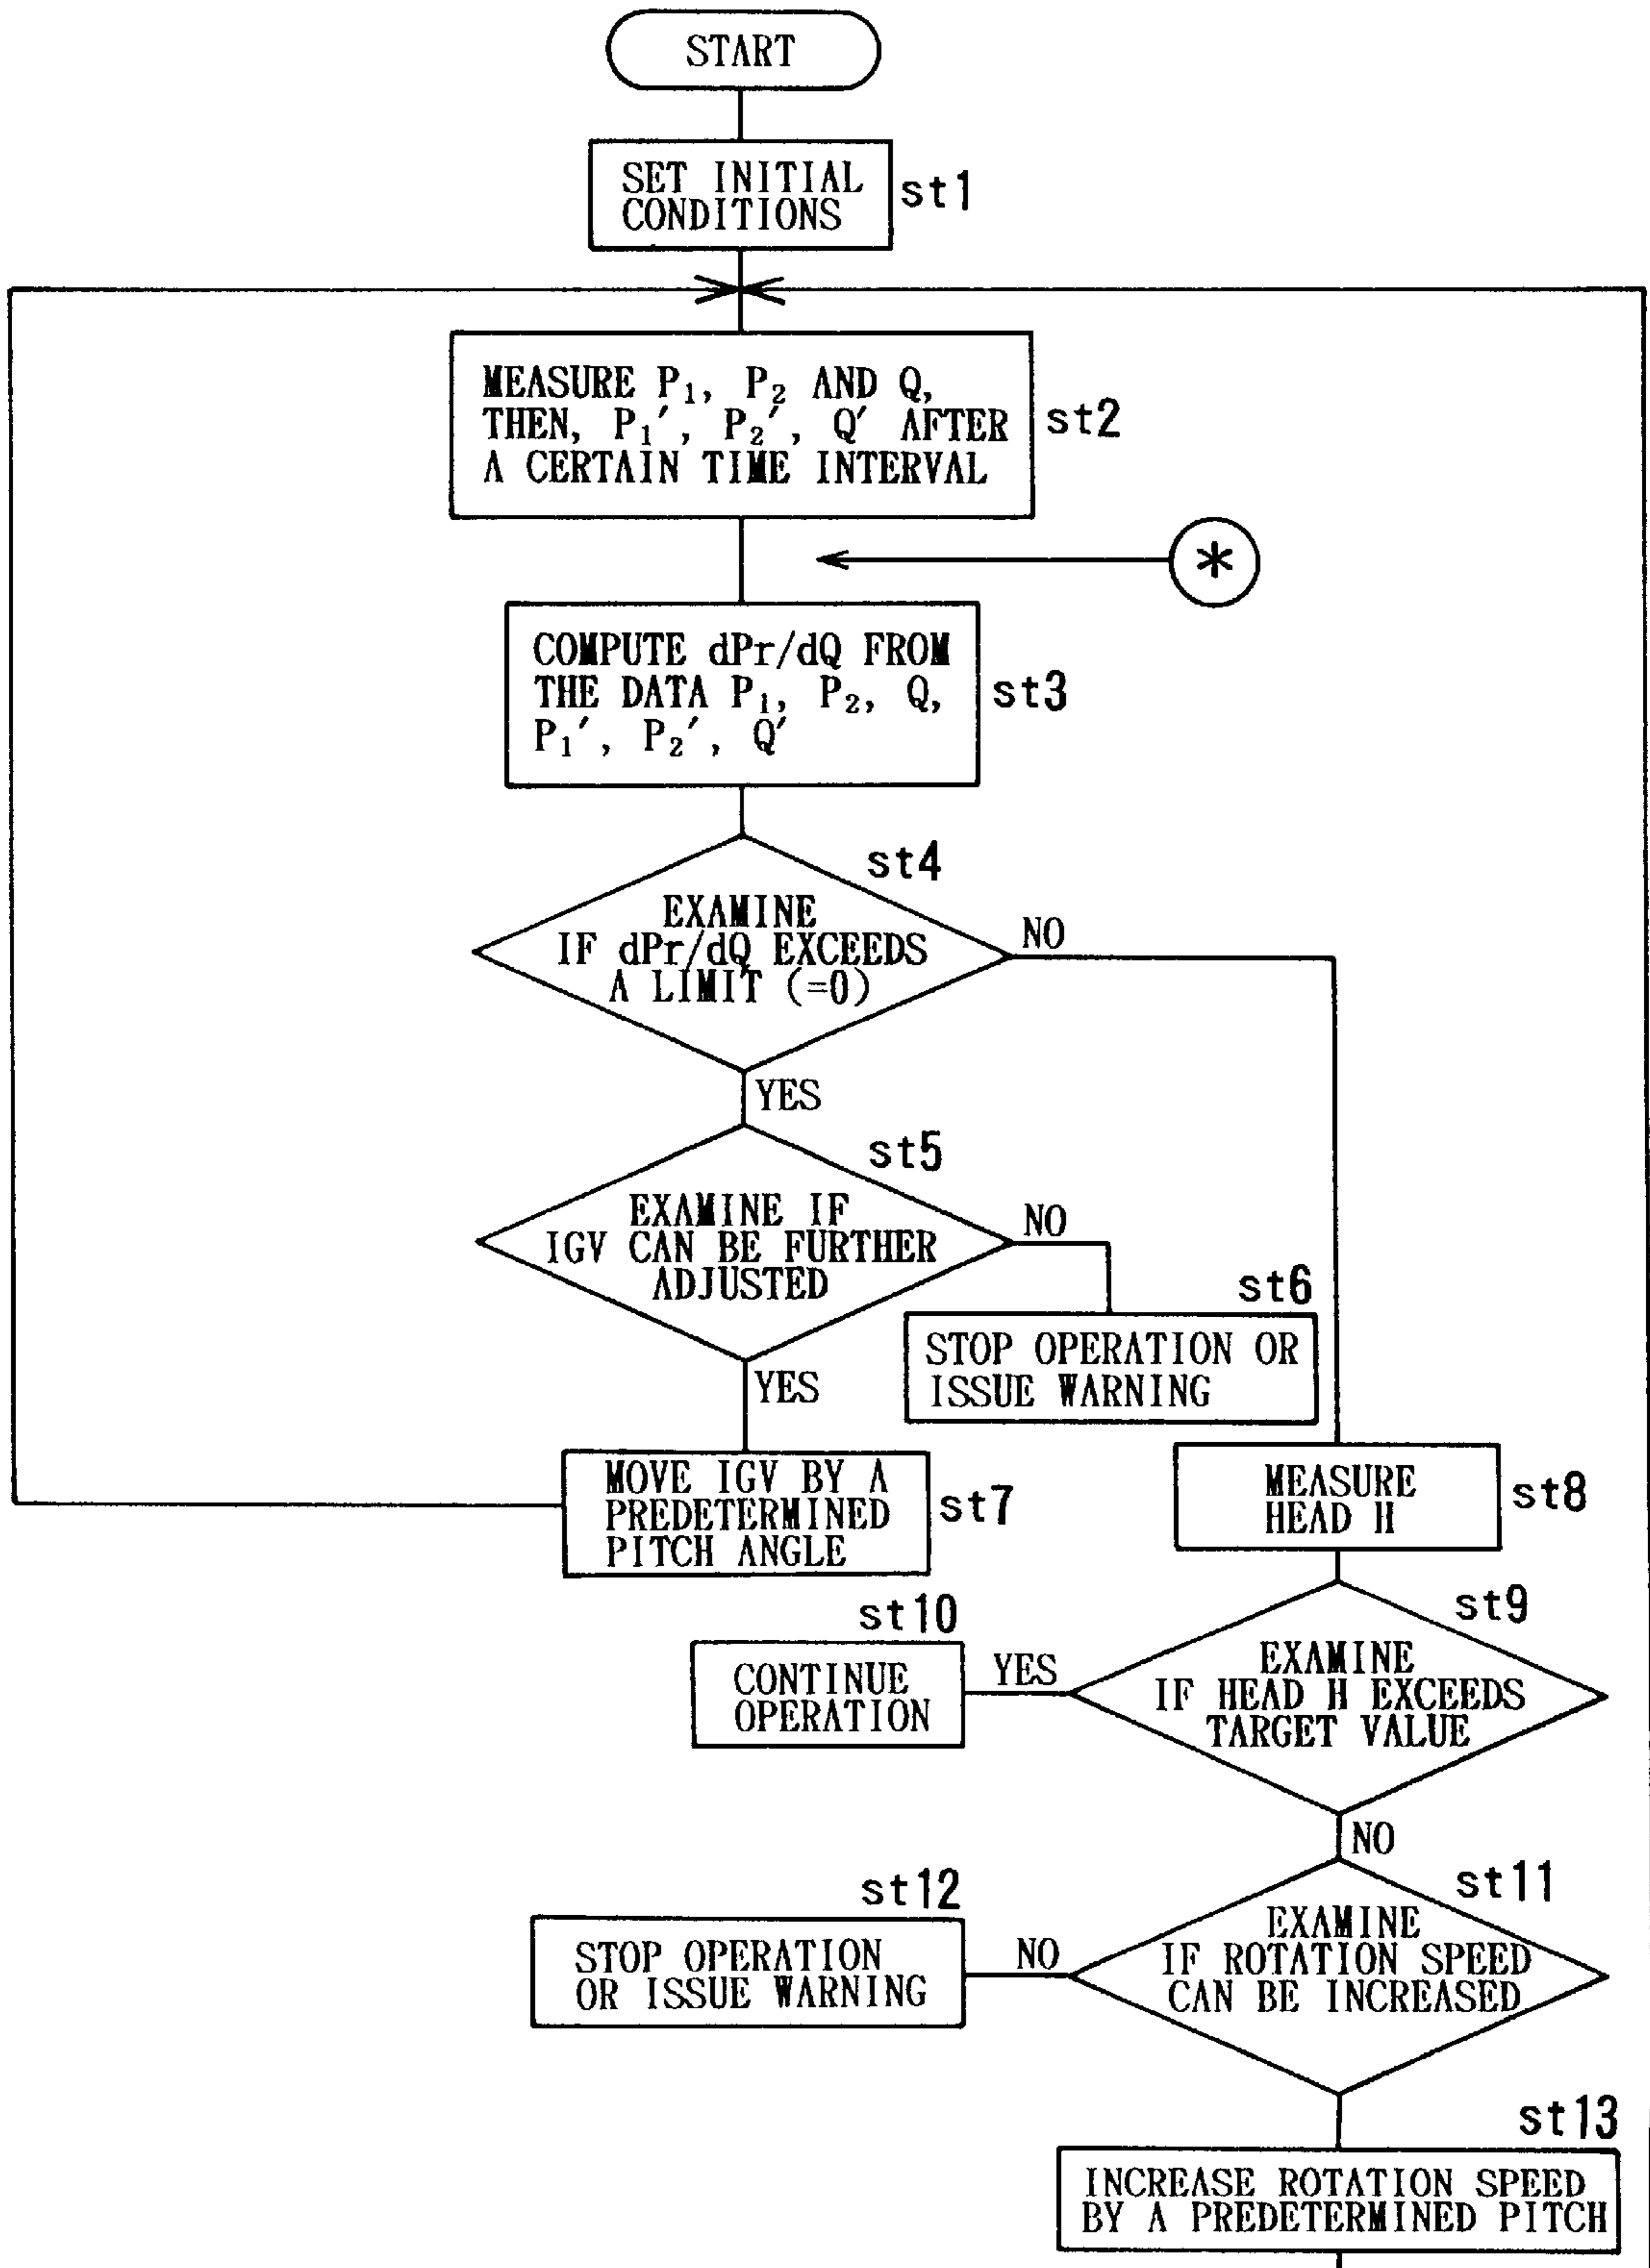 START
SET INITIAL
CONDITIONS
st1
MEASURE P₁, P₂ AND Q,
THEN, P₁′, P₂′, Q′ AFTER
A CERTAIN TIME INTERVAL
st2
*
COMPUTE dPr/dQ FROM
THE DATA P₁, P₂, Q,
P₁′, P₂′, Q′
st3
st4
EXAMINE
IF dPr/dQ EXCEEDS
A LIMIT (=0)
NO
YES
st5
EXAMINE IF
IGV CAN BE FURTHER
ADJUSTED
NO
st6
STOP OPERATION OR
ISSUE WARNING
YES
MOVE IGV BY A
PREDETERMINED
PITCH ANGLE
st7
MEASURE
HEAD H
st8
st9
EXAMINE
IF HEAD H EXCEEDS
TARGET VALUE
YES
st10
CONTINUE
OPERATION
NO
st11
EXAMINE
IF ROTATION SPEED
CAN BE INCREASED
NO
st12
STOP OPERATION
OR ISSUE WARNING
st13
INCREASE ROTATION SPEED
BY A PREDETERMINED PITCH